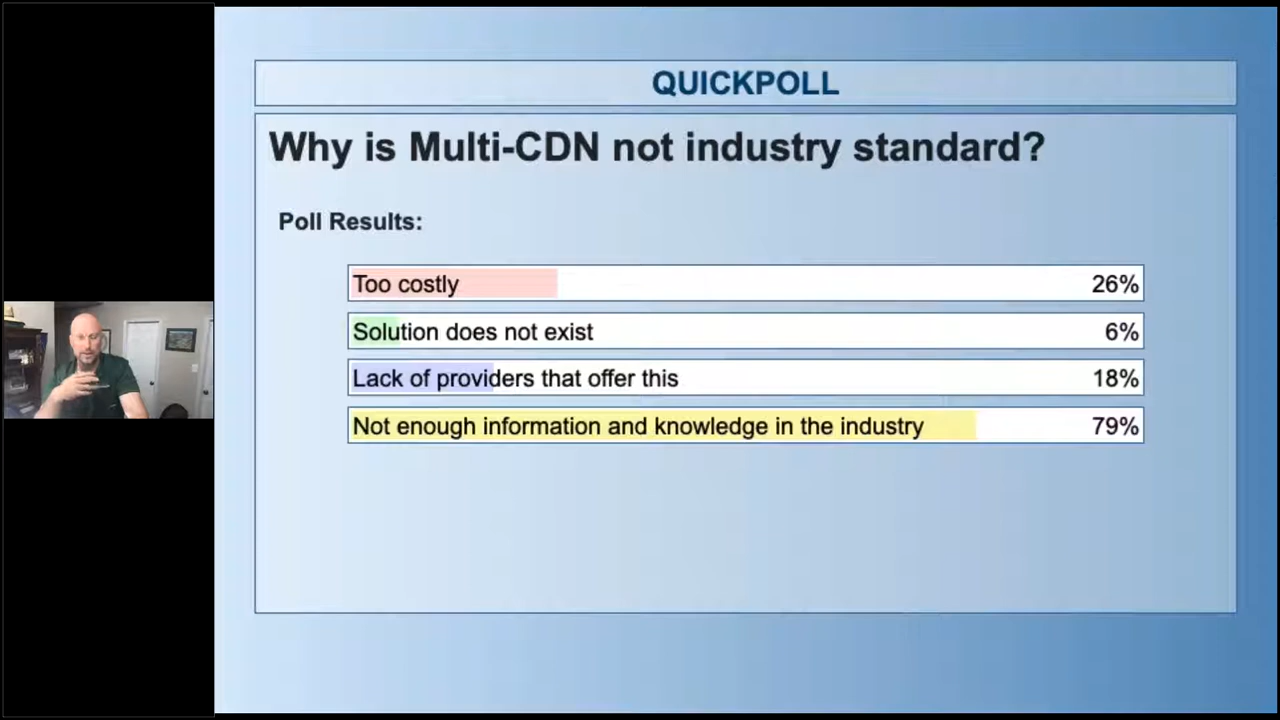 QUICKPOLL
Why is Multi-CDN not industry standard?
Poll Results:
Too costly 26%
Solution does not exist 6%
Lack of providers that offer this 18%
Not enough information and knowledge in the industry 79%